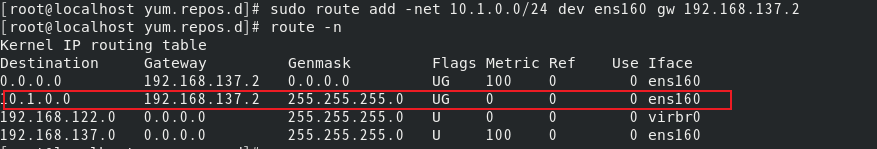 [root@localhost yum.repos.d]# sudo route add -net 10.1.0.0/24 dev ens160 gw 192.168.137.2
[root@localhost yum.repos.d]# route -n
Kernel IP routing table
Destination     Gateway         Genmask         Flags Metric Ref    Use Iface
0.0.0.0         192.168.137.2   0.0.0.0         UG    100    0        0 ens160
10.1.0.0        192.168.137.2   255.255.255.0   UG    0      0        0 ens160
192.168.122.0   0.0.0.0         255.255.255.0   U     0      0        0 virbr0
192.168.137.0   0.0.0.0         255.255.255.0   U     100    0        0 ens160